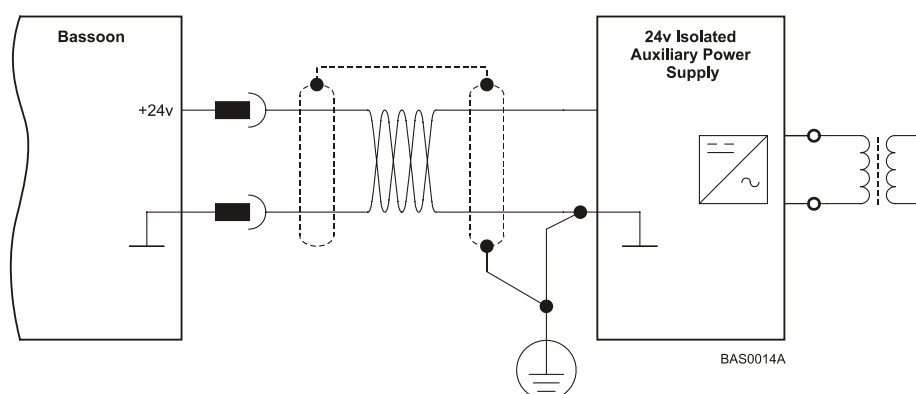 Bassoon
24v Isolated
Auxiliary Power
Supply
+24v
BAS0014A